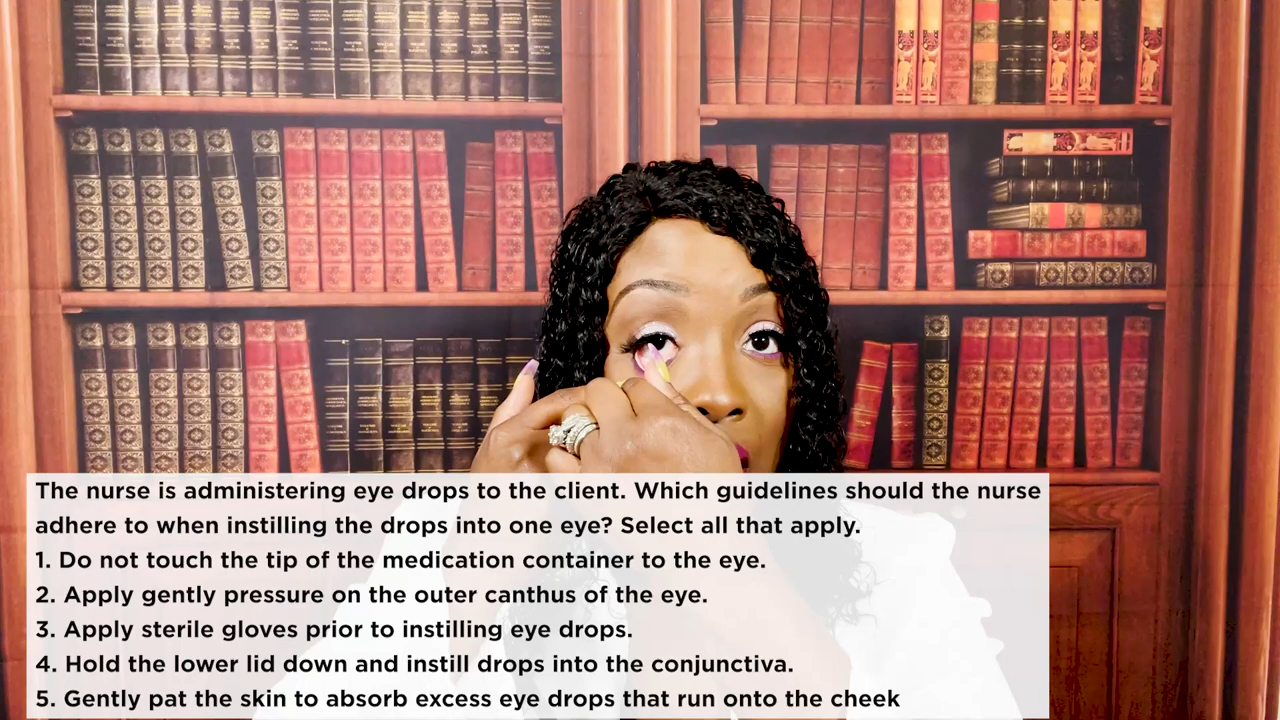 The nurse is administering eye drops to the client. Which guidelines should the nurse
adhere to when instilling the drops into one eye? Select all that apply.
1. Do not touch the tip of the medication container to the eye.
2. Apply gently pressure on the outer canthus of the eye.
3. Apply sterile gloves prior to instilling eye drops.
4. Hold the lower lid down and instill drops into the conjunctiva.
5. Gently pat the skin to absorb excess eye drops that run onto the cheek